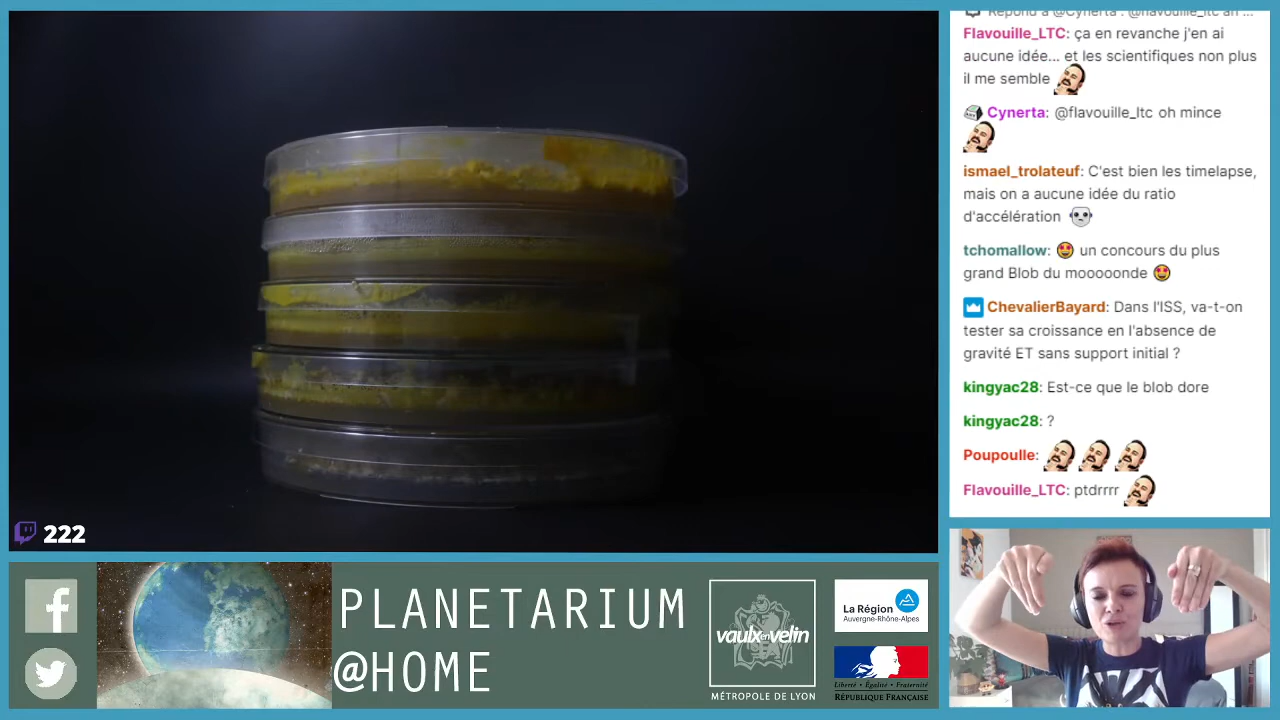 Répond à @Cynerta : @flavouille_ltc ah ...
Flavouille_LTC: ça en revanche j'en ai
aucune idée... et les scientifiques non plus
il me semble
Cynerta: @flavouille_ltc oh mince
ismael_trolateuf: C'est bien les timelapse,
mais on a aucune idée du ratio
d'accélération
tchomallow: un concours du plus
grand Blob du mooooonde
ChevalierBayard: Dans l'ISS, va-t-on
tester sa croissance en l'absence de
gravité ET sans support initial ?
kingyac28: Est-ce que le blob dore
kingyac28: ?
Poupoulle:
Flavouille_LTC: ptdrrrr
222
PLANETARIUM
@HOME
vaulx en velin
MÉTROPOLE DE LYON
La Région
Auvergne-Rhône-Alpes
Liberté • Égalité • Fraternité
RÉPUBLIQUE FRANÇAISE